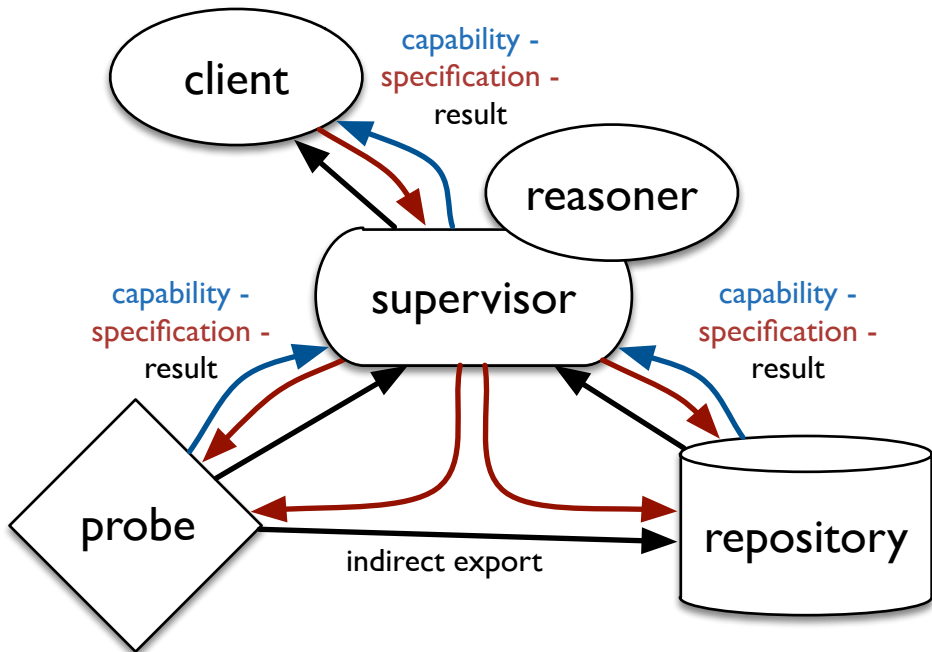 capability -
specification -
result
client
reasoner
supervisor
capability -
specification -
result
capability -
specification -
result
probe
repository
indirect export